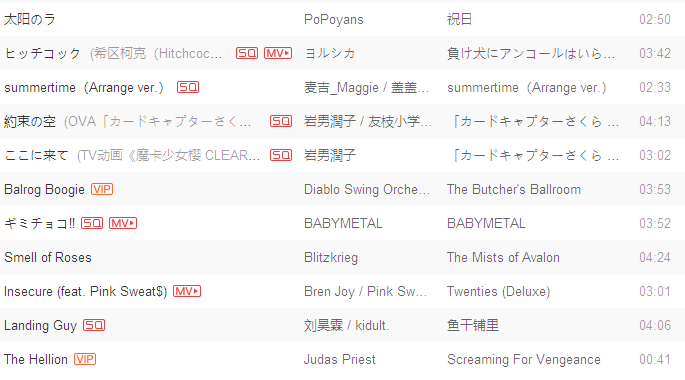 太阳のラ PoPoyans 祝日 02:50
ヒッチコック (希区柯克（Hitchcoc... SQ MV ヨルシカ 負け犬にアンコールはいら... 03:42
summertime（Arrange ver.） SQ 麦吉_Maggie / 盖盖... summertime（Arrange ver.） 02:33
約束の空 (OVA「カードキャプターさく... SQ 岩男潤子 / 友枝小学... 「カードキャプターさくら ... 04:13
ここに来て (TV动画《魔卡少女樱 CLEAR... SQ 岩男潤子 「カードキャプターさくら ... 03:02
Balrog Boogie VIP Diablo Swing Orche... The Butcher's Ballroom 03:53
ギミチョコ!! SQ MV BABYMETAL BABYMETAL 03:52
Smell of Roses Blitzkrieg The Mists of Avalon 04:24
Insecure (feat. Pink Sweat$) MV Bren Joy / Pink Sw... Twenties (Deluxe) 03:01
Landing Guy SQ 刘昊霖 / kidult. 鱼干铺里 04:06
The Hellion VIP Judas Priest Screaming For Vengeance 00:41